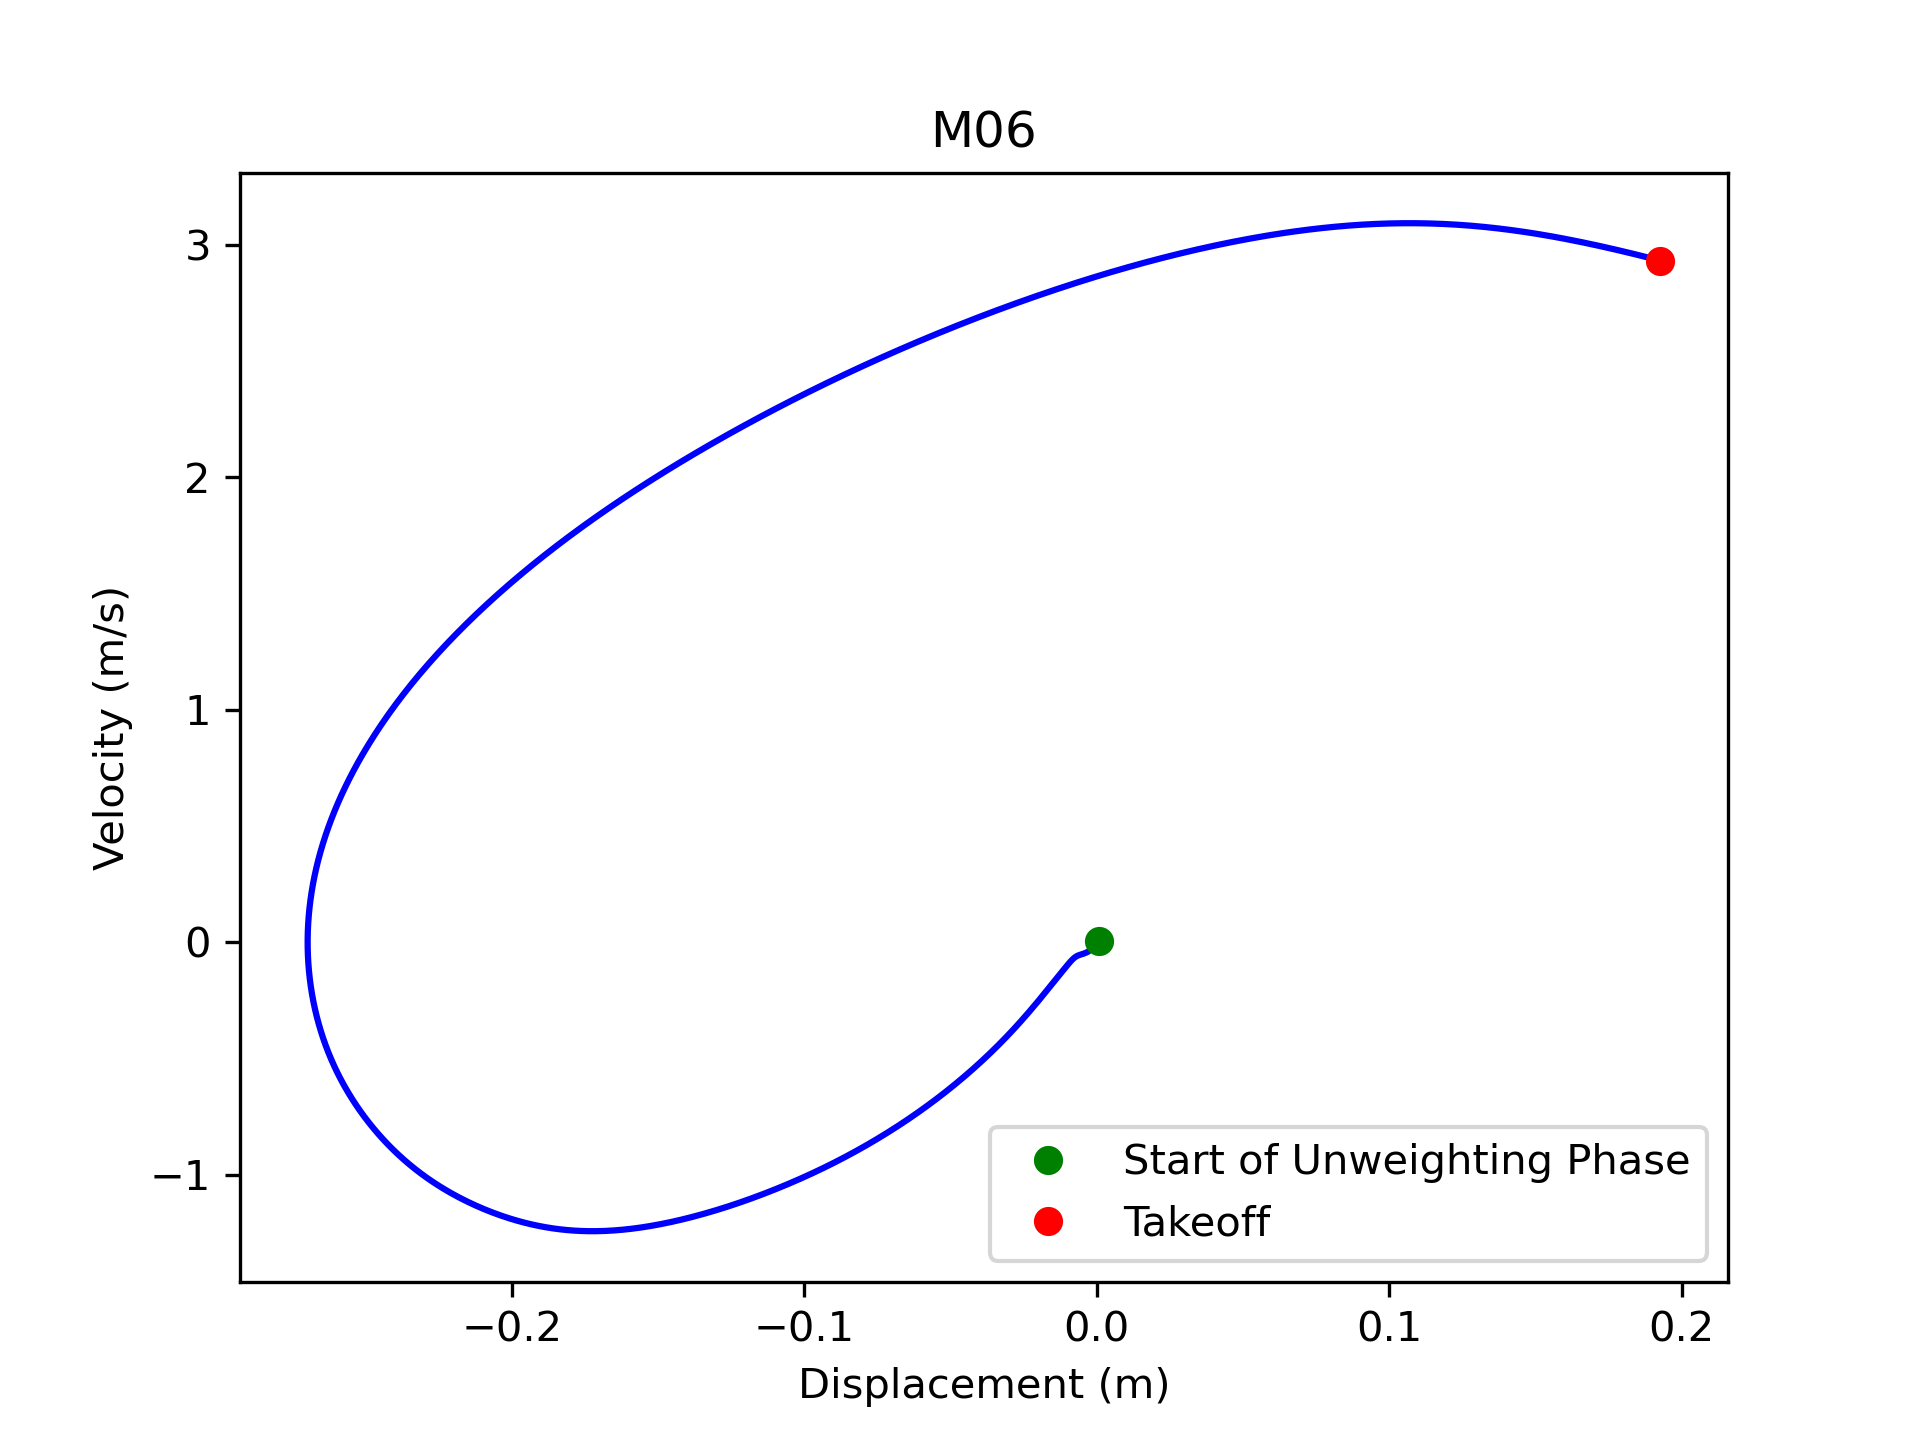 M06
3
2
1
0
−1
Velocity (m/s)
−0.2
−0.1
0.0
0.1
0.2
Displacement (m)
Start of Unweighting Phase
Takeoff